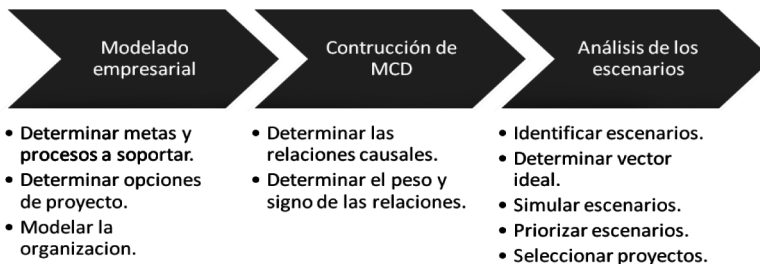 Modelado
empresarial
• Determinar metas y
procesos a soportar.
• Determinar opciones
de proyecto.
• Modelar la
organizacion.
Contrucción de
MCD
• Determinar las
relaciones causales.
• Determinar el peso y
signo de las relaciones.
Análisis de los
escenarios
• Identificar escenarios.
• Determinar vector
ideal.
• Simular escenarios.
• Priorizar escenarios.
• Seleccionar proyectos.